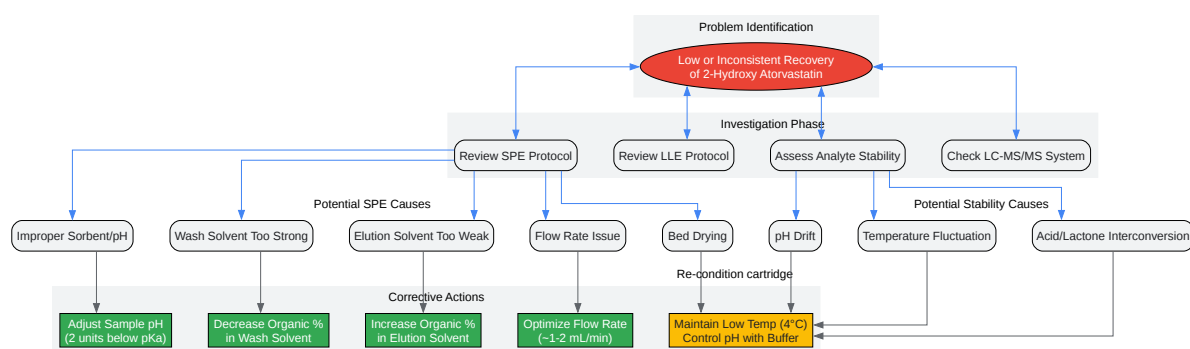 Problem Identification
Low or Inconsistent Recovery
of 2-Hydroxy Atorvastatin
Investigation Phase
Review SPE Protocol
Review LLE Protocol
Assess Analyte Stability
Check LC-MS/MS System
Potential SPE Causes
Potential Stability Causes
Improper Sorbent/pH
Wash Solvent Too Strong
Elution Solvent Too Weak
Flow Rate Issue
Bed Drying
pH Drift
Temperature Fluctuation
Acid/Lactone Interconversion
Re-condition cartridge
Corrective Actions
Adjust Sample pH
(2 units below pKa)
Decrease Organic %
in Wash Solvent
Increase Organic %
in Elution Solvent
Optimize Flow Rate
(~1-2 mL/min)
Maintain Low Temp (4°C)
Control pH with Buffer